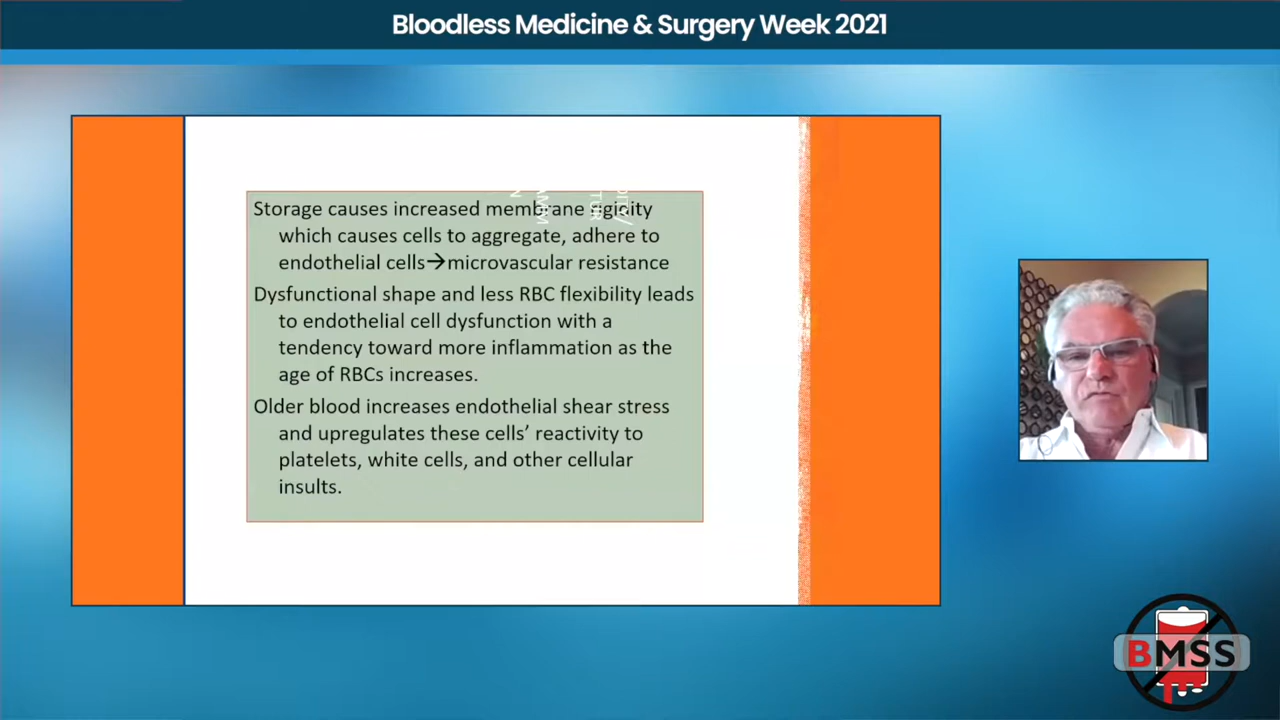 Bloodless Medicine & Surgery Week 2021
Storage causes increased membrane rigidity
which causes cells to aggregate, adhere to
endothelial cells→microvascular resistance
Dysfunctional shape and less RBC flexibility leads
to endothelial cell dysfunction with a
tendency toward more inflammation as the
age of RBCs increases.
Older blood increases endothelial shear stress
and upregulates these cells’ reactivity to
platelets, white cells, and other cellular
insults.
BMSS